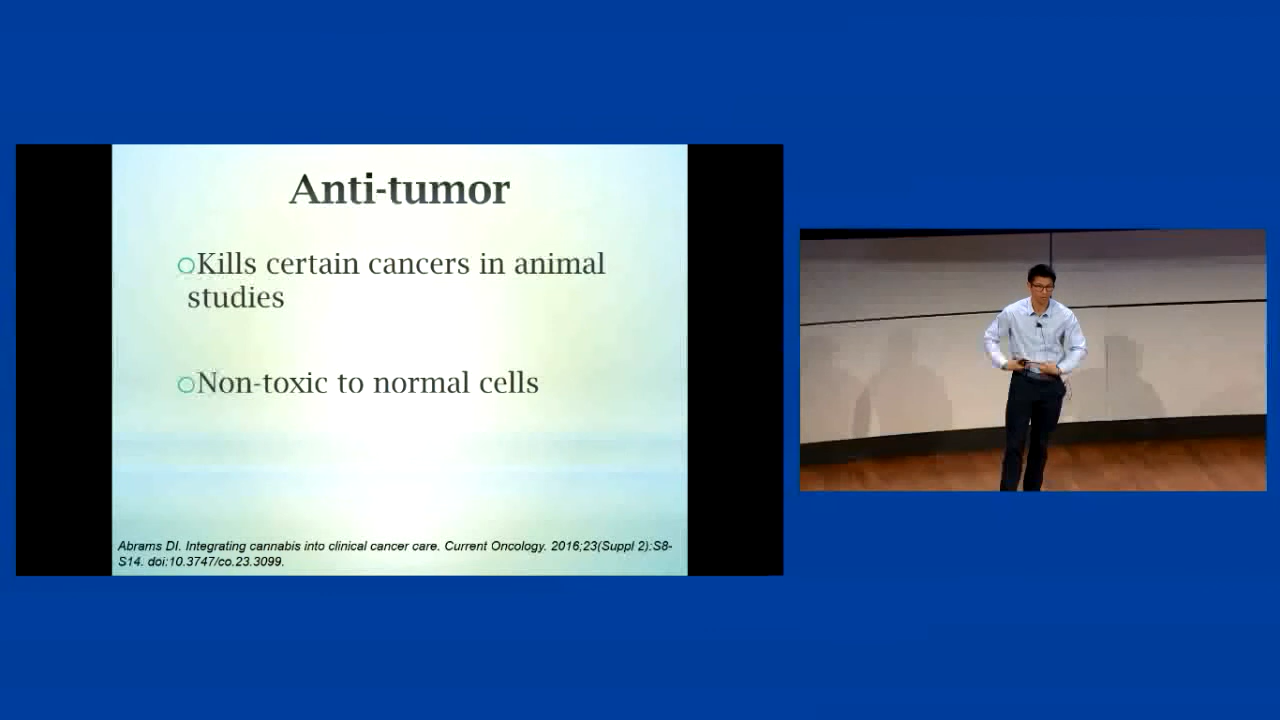 Anti-tumor
Kills certain cancers in animal
studies
Non-toxic to normal cells
Abrams DI. Integrating cannabis into clinical cancer care. Current Oncology. 2016;23(Suppl 2):S8-
S14. doi:10.3747/co.23.3099.